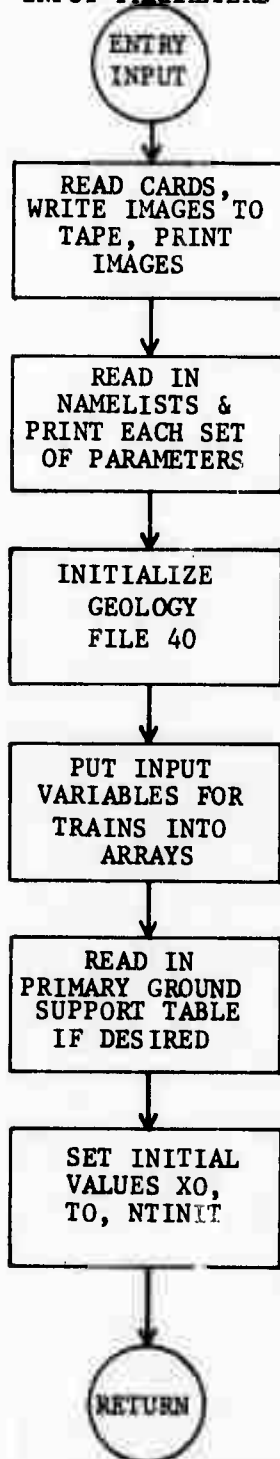 INPUT PARAMETERS
ENTRY
INPUT
READ CARDS,
WRITE IMAGES TO
TAPE, PRINT
IMAGES
READ IN
NAMELISTS &
PRINT EACH SET
OF PARAMETERS
INITIALIZE
GEOLOGY
FILE 40
PUT INPUT
VARIABLES FOR
TRAINS INTO
ARRAYS
READ IN
PRIMARY GROUND
SUPPORT TABLE
IF DESIRED
SET INITIAL
VALUES XO,
TO, NTINIT
RETURN